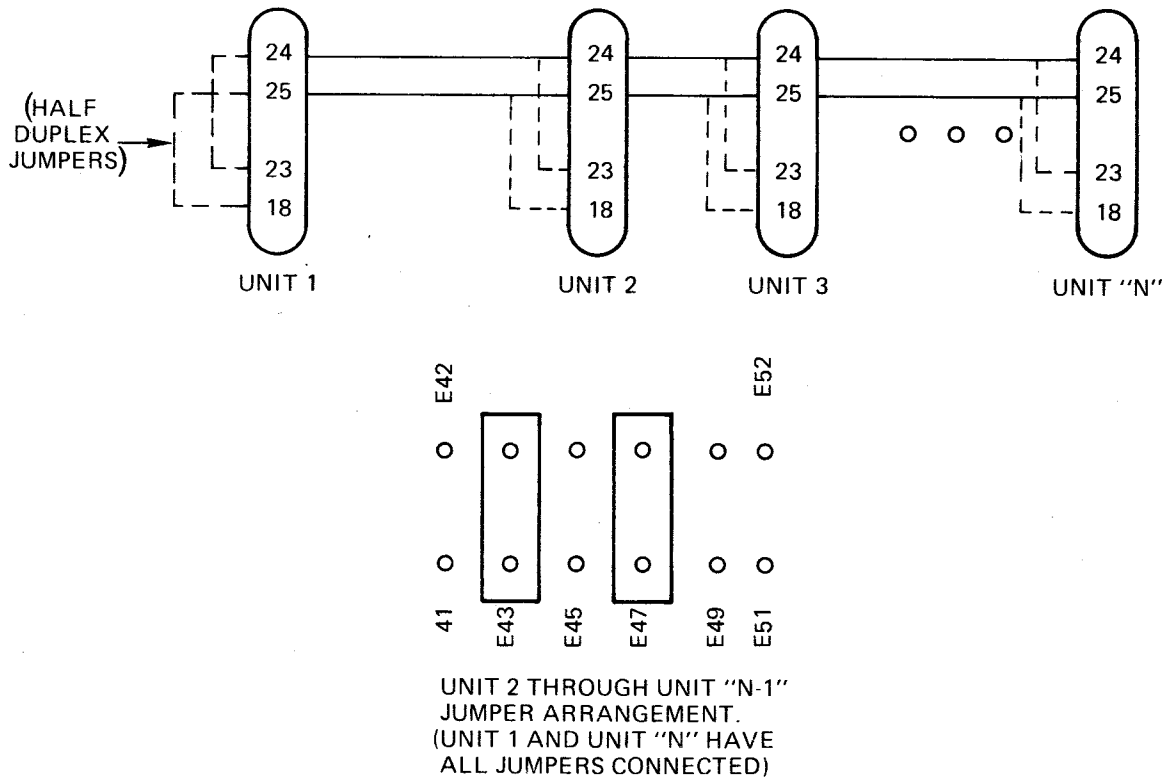 24 24 24 24
25 25 25 25
(HALF
DUPLEX
JUMPERS)
23 23 23 23
18 18 18 18
UNIT 1 UNIT 2 UNIT 3 UNIT "N"
E42 E52
41 E43 E45 E47 E49 E51
UNIT 2 THROUGH UNIT "N-1"
JUMPER ARRANGEMENT.
(UNIT 1 AND UNIT "N" HAVE
ALL JUMPERS CONNECTED)